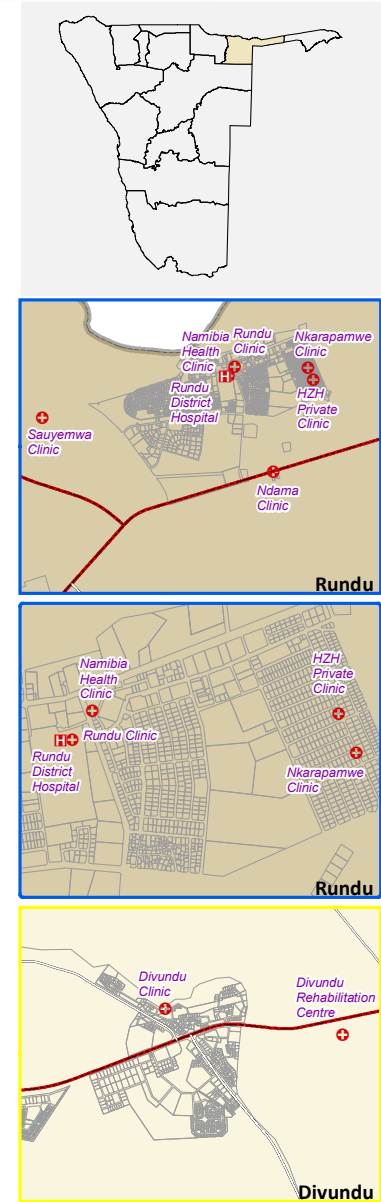 Namibia
Health
Clinic
Rundu
Clinic
Nkarapamwe
Clinic
H
Rundu
District
Hospital
HZH
Private
Clinic
Sauyemwa
Clinic
Ndama
Clinic
Rundu
Namibia
Health
Clinic
HZH
Private
Clinic
H
Rundu Clinic
Rundu
District
Hospital
Nkarapamwe
Clinic
Rundu
Divundu
Clinic
Divundu
Rehabilitation
Centre
Divundu